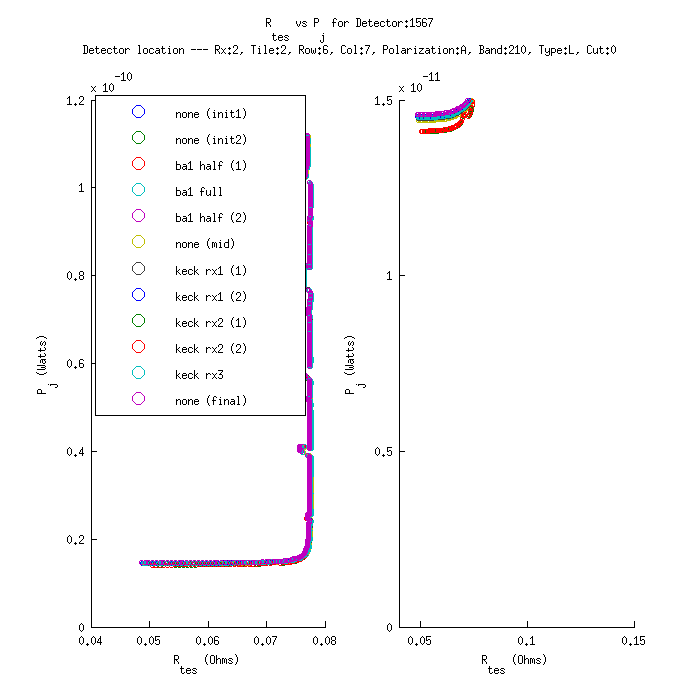 R    vs P  for Detector:1567
tes    j
Detector location --- Rx:2, Tile:2, Row:6, Col:7, Polarization:A, Band:210, Type:L, Cut:0
x 10 -10
1.2
1
0.8
0.6
0.4
0.2
0
0.04 0.05 0.06 0.07 0.08
P j (Watts)
R tes (Ohms)
none (init1)
none (init2)
ba1 half (1)
ba1 full
ba1 half (2)
none (mid)
keck rx1 (1)
keck rx1 (2)
keck rx2 (1)
keck rx2 (2)
keck rx3
none (final)
x 10 -11
1.5
1
0.5
0
0.05 0.1 0.15
P j (Watts)
R tes (Ohms)